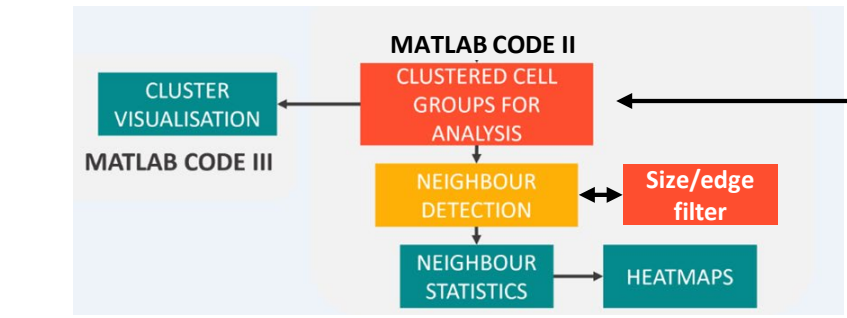 MATLAB CODE II
CLUSTERED CELL
GROUPS FOR
ANALYSIS
CLUSTER
VISUALISATION
MATLAB CODE III
NEIGHBOUR
DETECTION
Size/edge
filter
NEIGHBOUR
STATISTICS
HEATMAPS